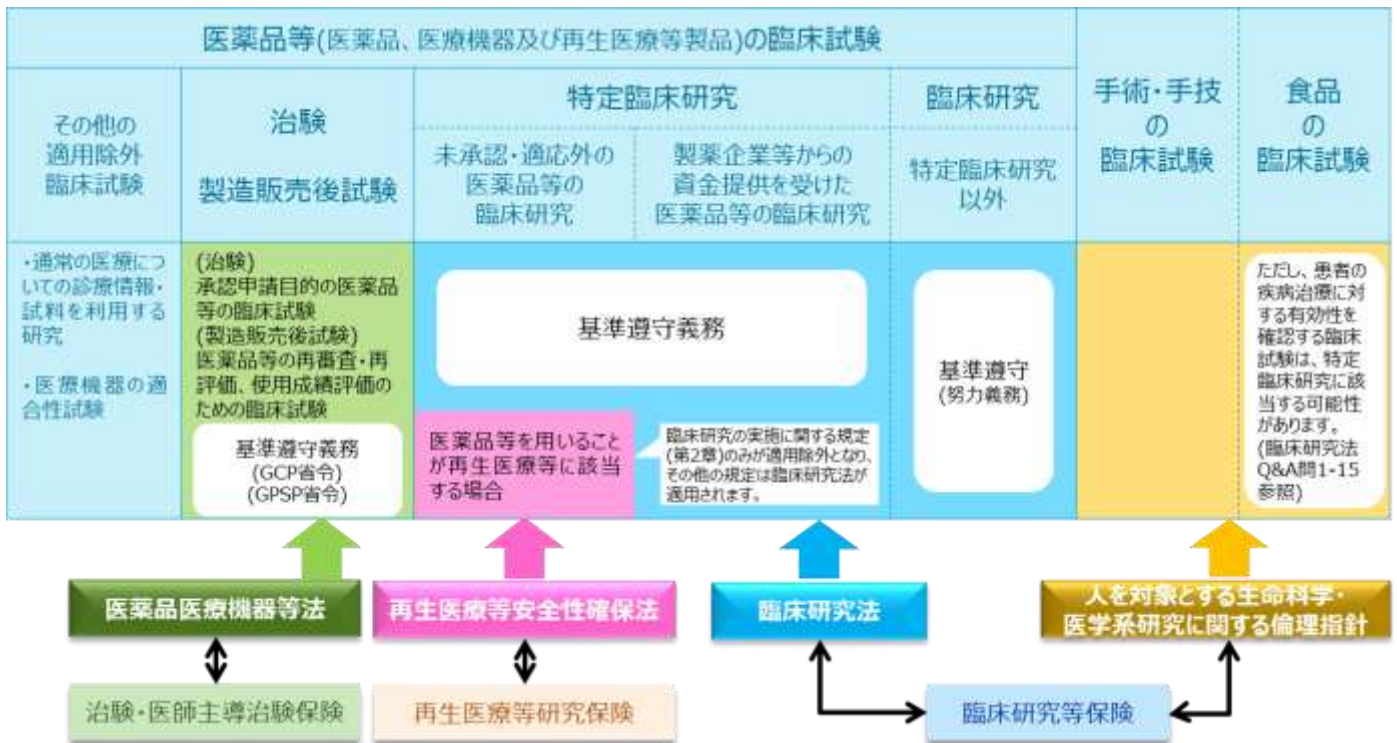 医薬品等(医薬品、医療機器及び再生医療等製品)の臨床試験
その他の
適用除外
臨床試験
治験
製造販売後試験
特定臨床研究
未承認・適応外の
医薬品等の
臨床研究
製薬企業等からの
資金提供を受けた
医薬品等の臨床研究
臨床研究
特定臨床研究
以外
手術・手技
の
臨床試験
食品
の
臨床試験
・通常の医療につ
いての診療情報・
試料を利用する
研究
・医療機器の適
合性試験
(治験)
承認申請目的の医薬品
等の臨床試験
(製造販売後試験)
医薬品等の再審査・再
評価、使用成績評価の
ための臨床試験
基準遵守義務
(GCP省令)
(GPSP省令)
基準遵守義務
医薬品等を用いること
が再生医療等に該当
する場合
臨床研究の実施に関する規定
(第2章)のみが適用除外となり、
その他の規定は臨床研究法が
適用されます。
基準遵守
(努力義務)
ただし、患者の
疾病治療に対
する有効性を
確認する臨床
試験は、特定
臨床研究に該
当する可能性
があります。
(臨床研究法
Q&A問1-15
参照)
医薬品医療機器等法
再生医療等安全性確保法
臨床研究法
人を対象とする生命科学・
医学系研究に関する倫理指針
治験・医師主導治験保険
再生医療等研究保険
臨床研究等保険